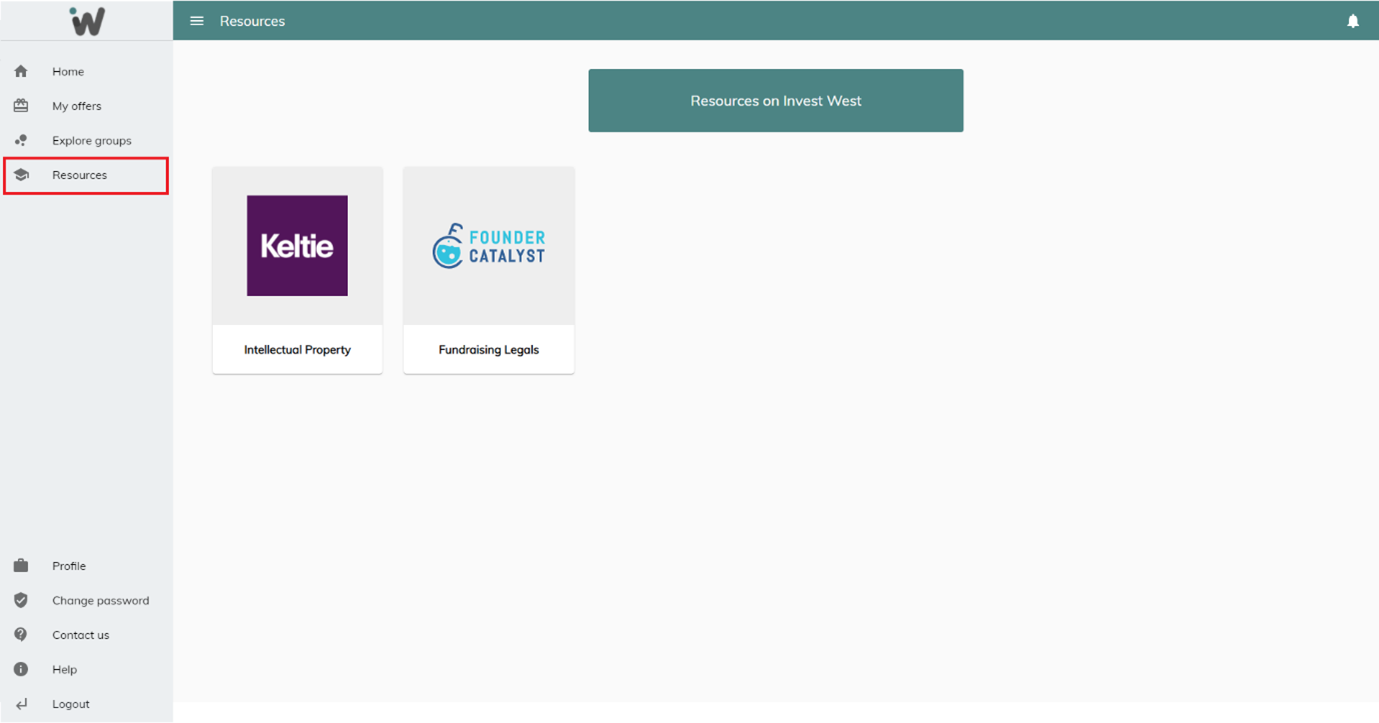 iW
Resources
Home
My offers
Explore groups
Resources
Resources on Invest West
Keltie
FOUNDER
CATALYST
Intellectual Property
Fundraising Legals
Profile
Change password
Contact us
Help
Logout